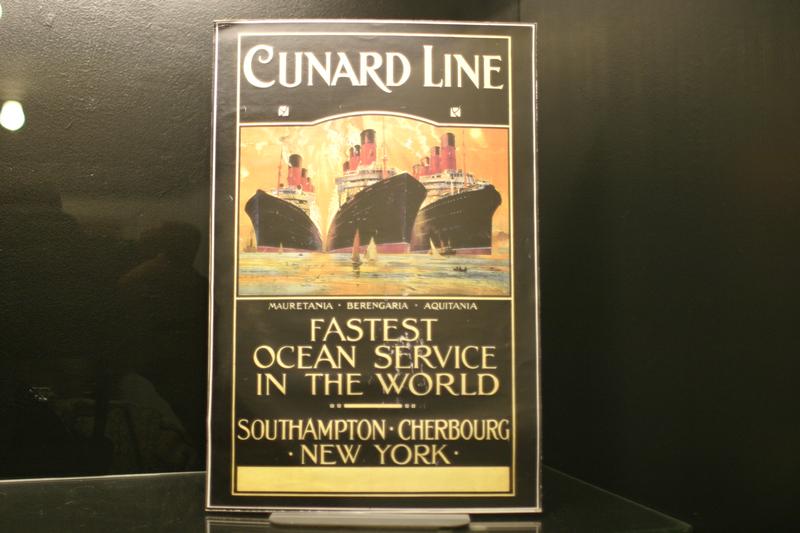 CUNARD LINE
MAURETANIA · BERENGARIA · AQUITANIA
FASTEST
OCEAN SERVICE
IN THE WORLD
SOUTHAMPTON · CHERBOURG
· NEW YORK ·